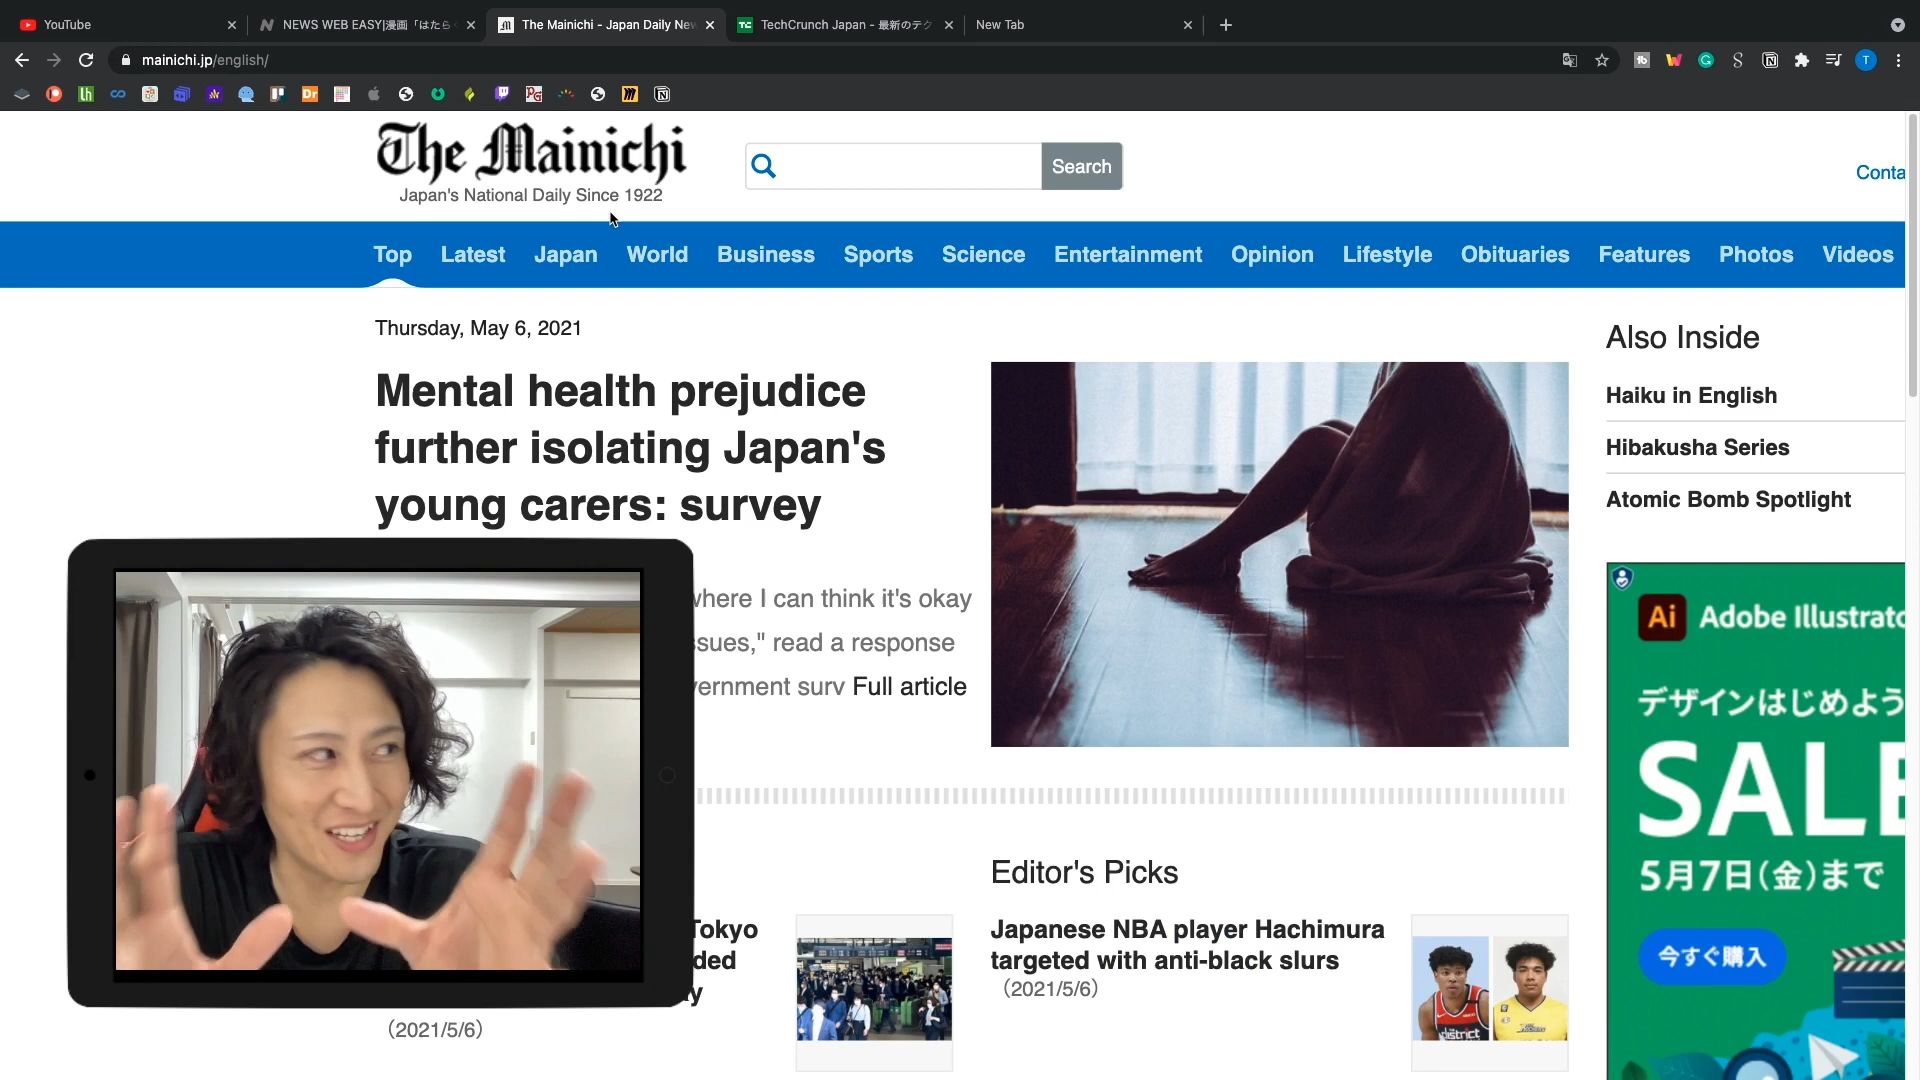 YouTube
NEWS WEB EASY|漫画「はたら
The Mainichi - Japan Daily New
TechCrunch Japan - 最新のテク
New Tab
mainichi.jp/english/
The Mainichi
Japan's National Daily Since 1922
Search
Conta
Top Latest Japan World Business Sports Science Entertainment Opinion Lifestyle Obituaries Features Photos Videos
Thursday, May 6, 2021
Mental health prejudice
further isolating Japan's
young carers: survey
where I can think it's okay
ssues," read a response
vernment surv Full article
Also Inside
Haiku in English
Hibakusha Series
Atomic Bomb Spotlight
Ai Adobe Illustrato
デザインはじめよう
SALE
5月7日(金)まで
今すぐ購入
Tokyo
ded
y
(2021/5/6)
Editor's Picks
Japanese NBA player Hachimura
targeted with anti-black slurs
(2021/5/6)